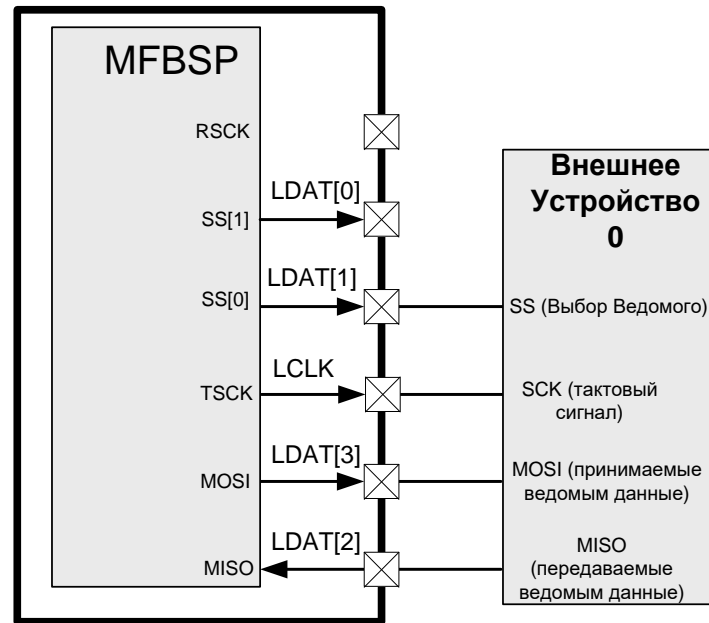 MFBSP
RSCK
LDAT[0]
SS[1]
LDAT[1]
SS[0]
LCLK
TSCK
LDAT[3]
MOSI
LDAT[2]
MISO
Внешнее
Устройство
0
SS (Выбор Ведомого)
SCK (тактовый
сигнал)
MOSI (принимаемые
ведомым данные)
MISO
(передаваемые
ведомым данные)